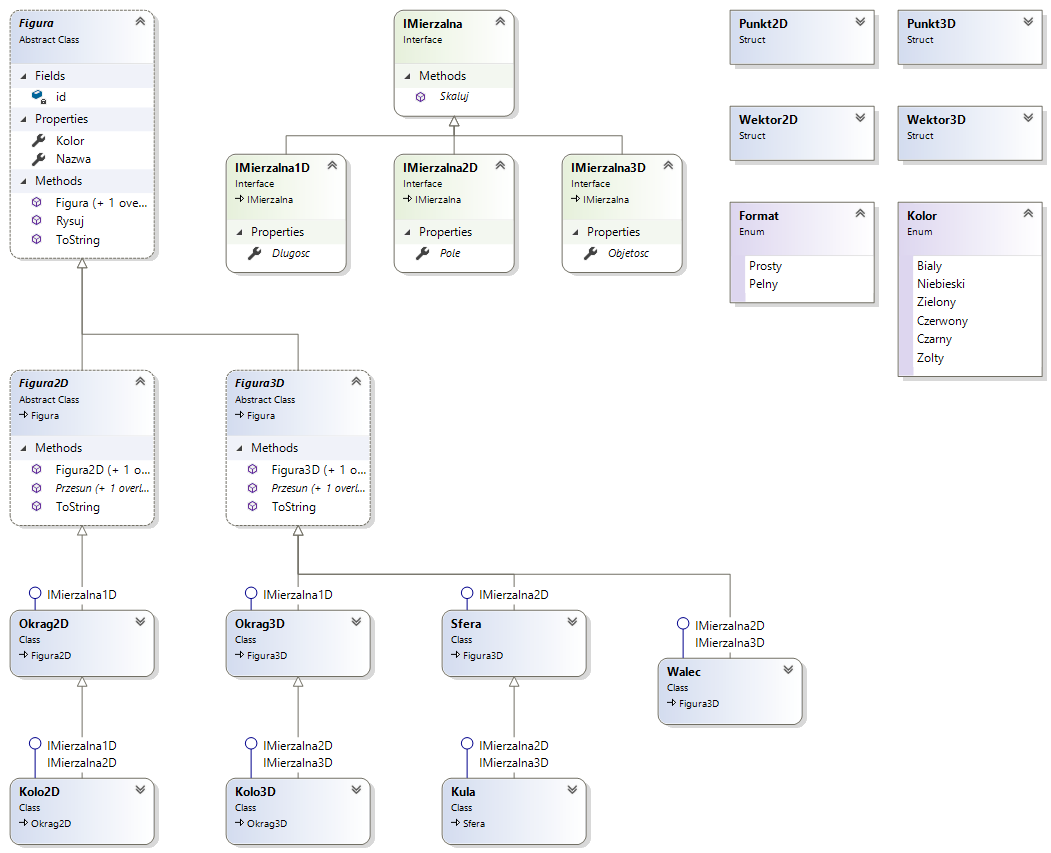 Figura
Abstract Class
Fields
id
Properties
Kolor
Nazwa
Methods
Figura (+ 1 ove...
Rysuj
ToString
IMierzalna
Interface
Methods
Skaluj
IMierzalna1D
Interface
IMierzalna
Properties
Dlugosc
IMierzalna2D
Interface
IMierzalna
Properties
Pole
IMierzalna3D
Interface
IMierzalna
Properties
Objetosc
Punkt2D
Struct
Punkt3D
Struct
Wektor2D
Struct
Wektor3D
Struct
Format
Enum
Prosty
Pelny
Kolor
Enum
Bialy
Niebieski
Zielony
Czerwony
Czarny
Zolty
Figura2D
Abstract Class
Figura
Methods
Figura2D (+ 1 o...
Przesun (+ 1 overl...
ToString
Figura3D
Abstract Class
Figura
Methods
Figura3D (+ 1 o...
Przesun (+ 1 overl...
ToString
IMierzalna1D
Okrag2D
Class
Figura2D
IMierzalna1D
Okrag3D
Class
Figura3D
IMierzalna2D
Sfera
Class
Figura3D
IMierzalna2D
IMierzalna3D
Walec
Class
Figura3D
IMierzalna1D
IMierzalna2D
Kolo2D
Class
Okrag2D
IMierzalna2D
IMierzalna3D
Kolo3D
Class
Okrag3D
IMierzalna2D
IMierzalna3D
Kula
Class
Sfera